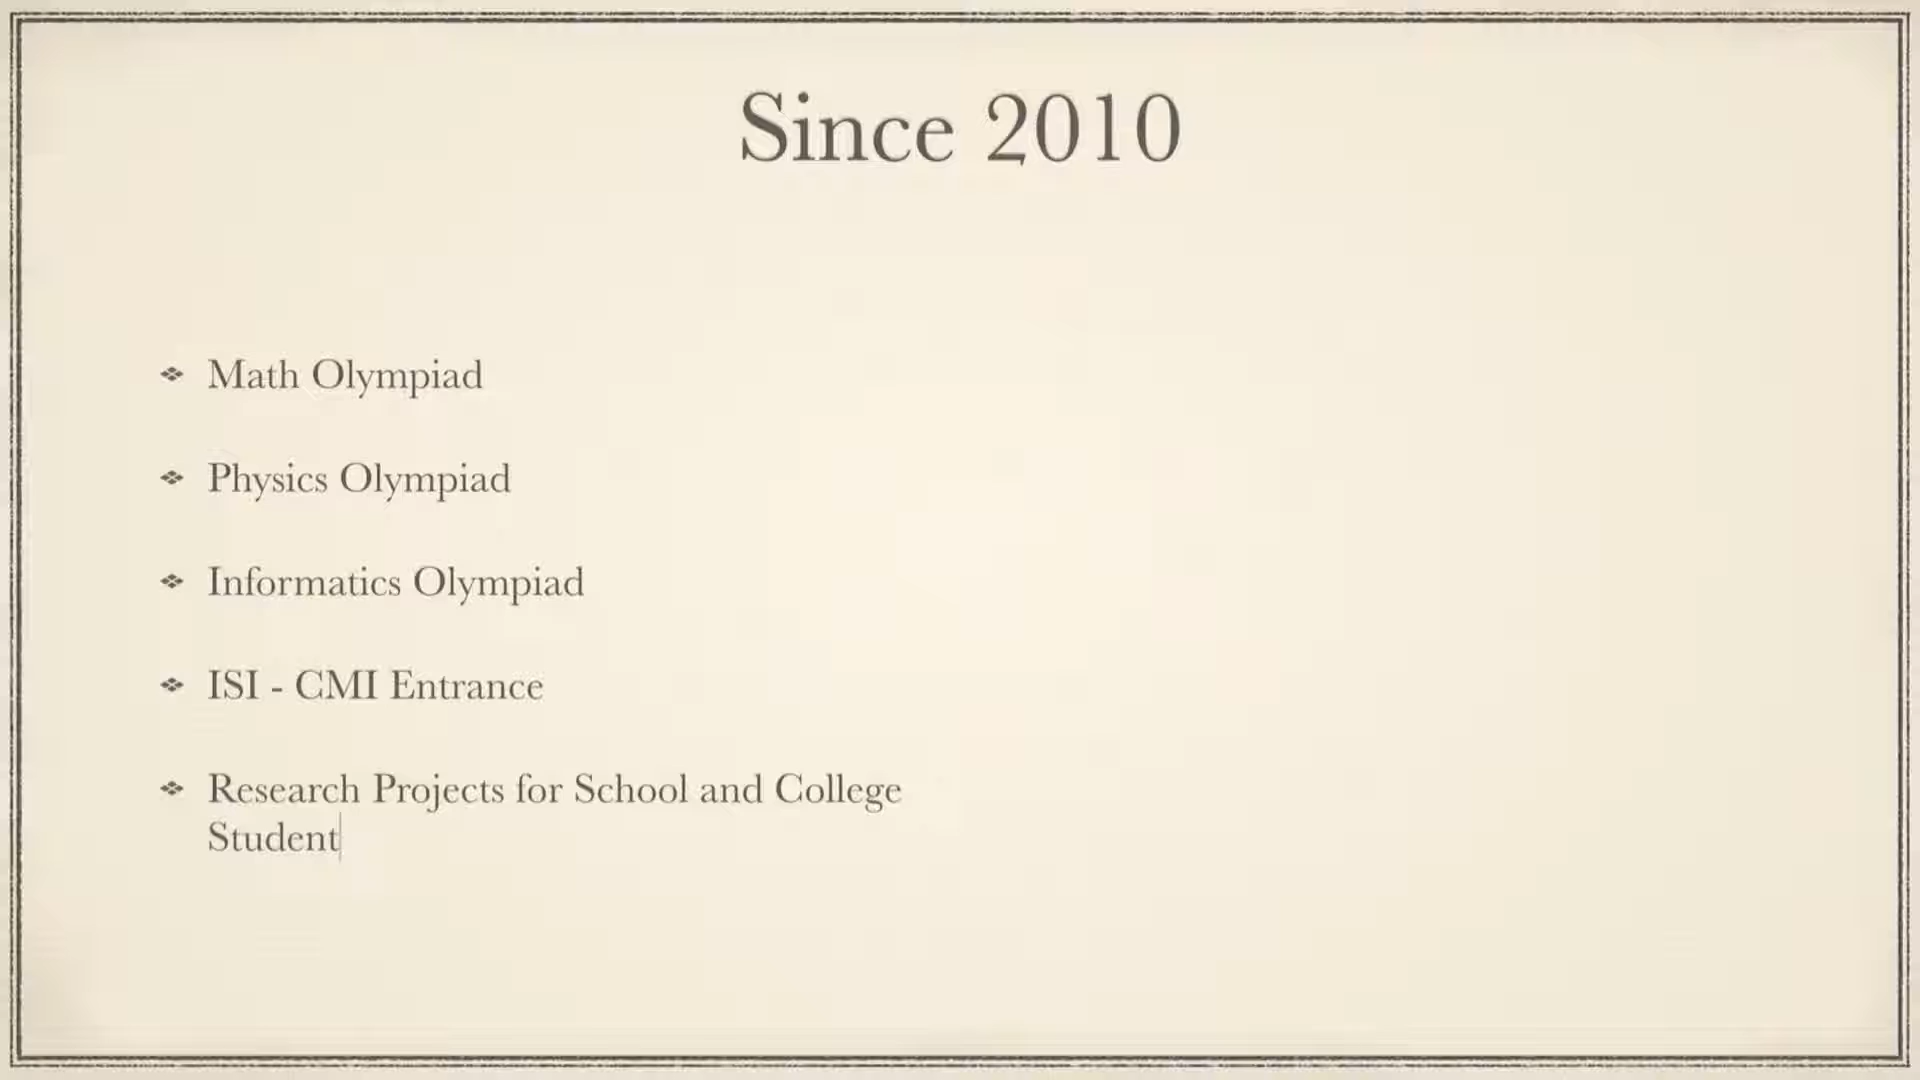 Since 2010
Math Olympiad
Physics Olympiad
Informatics Olympiad
ISI - CMI Entrance
Research Projects for School and College
Student